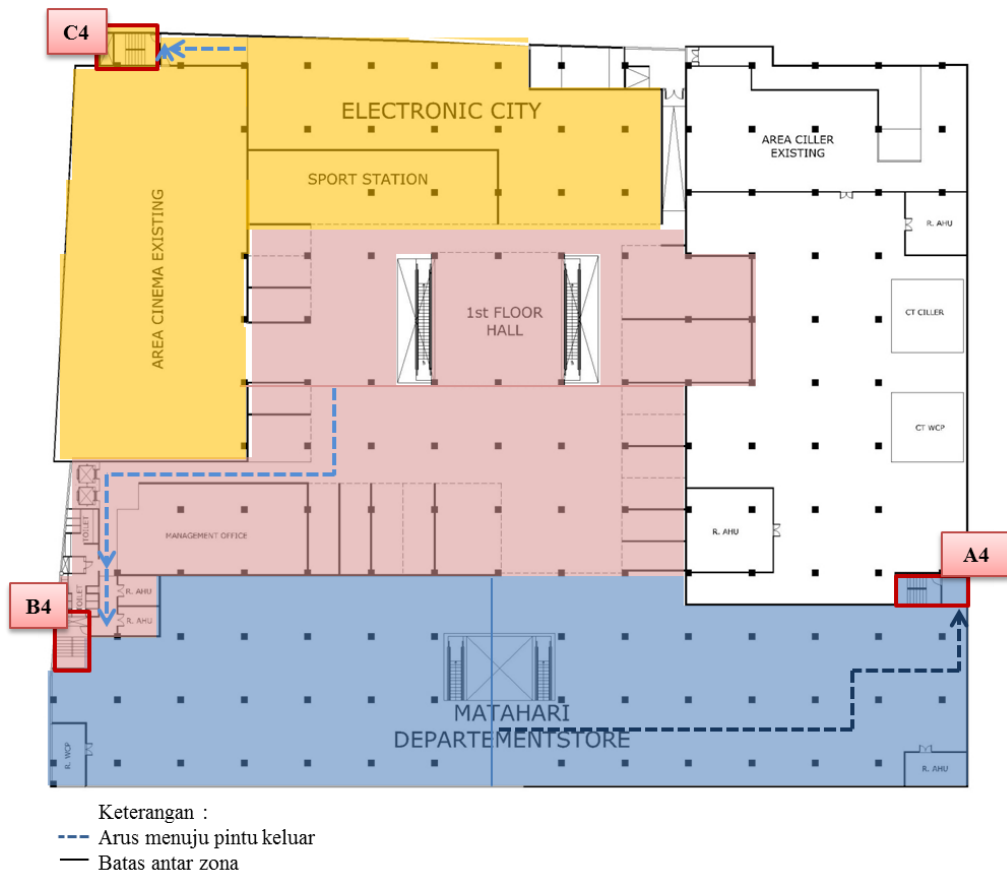 C4
ELECTRONIC CITY
AREA CILLER
EXISTING
SPORT STATION
R. AHU
AREA CINEMA EXISTING
1st FLOOR
HALL
CT CILLER
CT WCP
R. AHU
TOILET
MANAGEMENT OFFICE
A4
TOILET
R. AHU
B4
R. AHU
MATAHARI
DEPARTEMENTSTORE
R. WCP
R. AHU
Keterangan :
Arus menuju pintu keluar
Batas antar zona